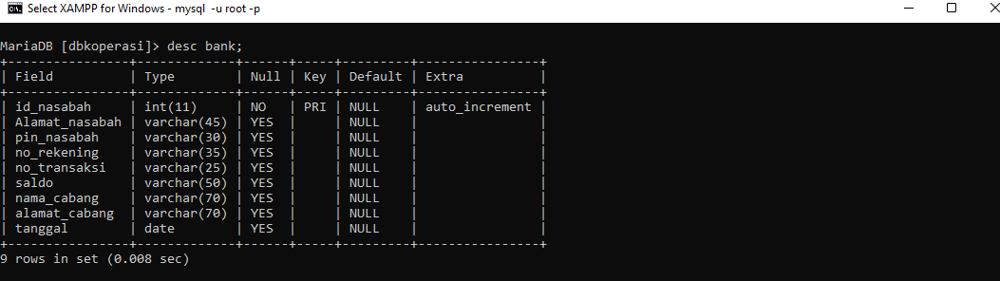 Select XAMPP for Windows - mysql  -u root -p
MariaDB [dbkoperasi]> desc bank;
+----------------+-------------+------+-----+---------+----------------+
| Field          | Type        | Null | Key | Default | Extra          |
+----------------+-------------+------+-----+---------+----------------+
| id_nasabah     | int(11)     | NO   | PRI | NULL    | auto_increment |
| Alamat_nasabah | varchar(45) | YES  |     | NULL    |                |
| pin_nasabah    | varchar(30) | YES  |     | NULL    |                |
| no_rekening    | varchar(35) | YES  |     | NULL    |                |
| no_transaksi   | varchar(25) | YES  |     | NULL    |                |
| saldo          | varchar(50) | YES  |     | NULL    |                |
| nama_cabang    | varchar(70) | YES  |     | NULL    |                |
| alamat_cabang  | varchar(70) | YES  |     | NULL    |                |
| tanggal        | date        | YES  |     | NULL    |                |
+----------------+-------------+------+-----+---------+----------------+
9 rows in set (0.008 sec)